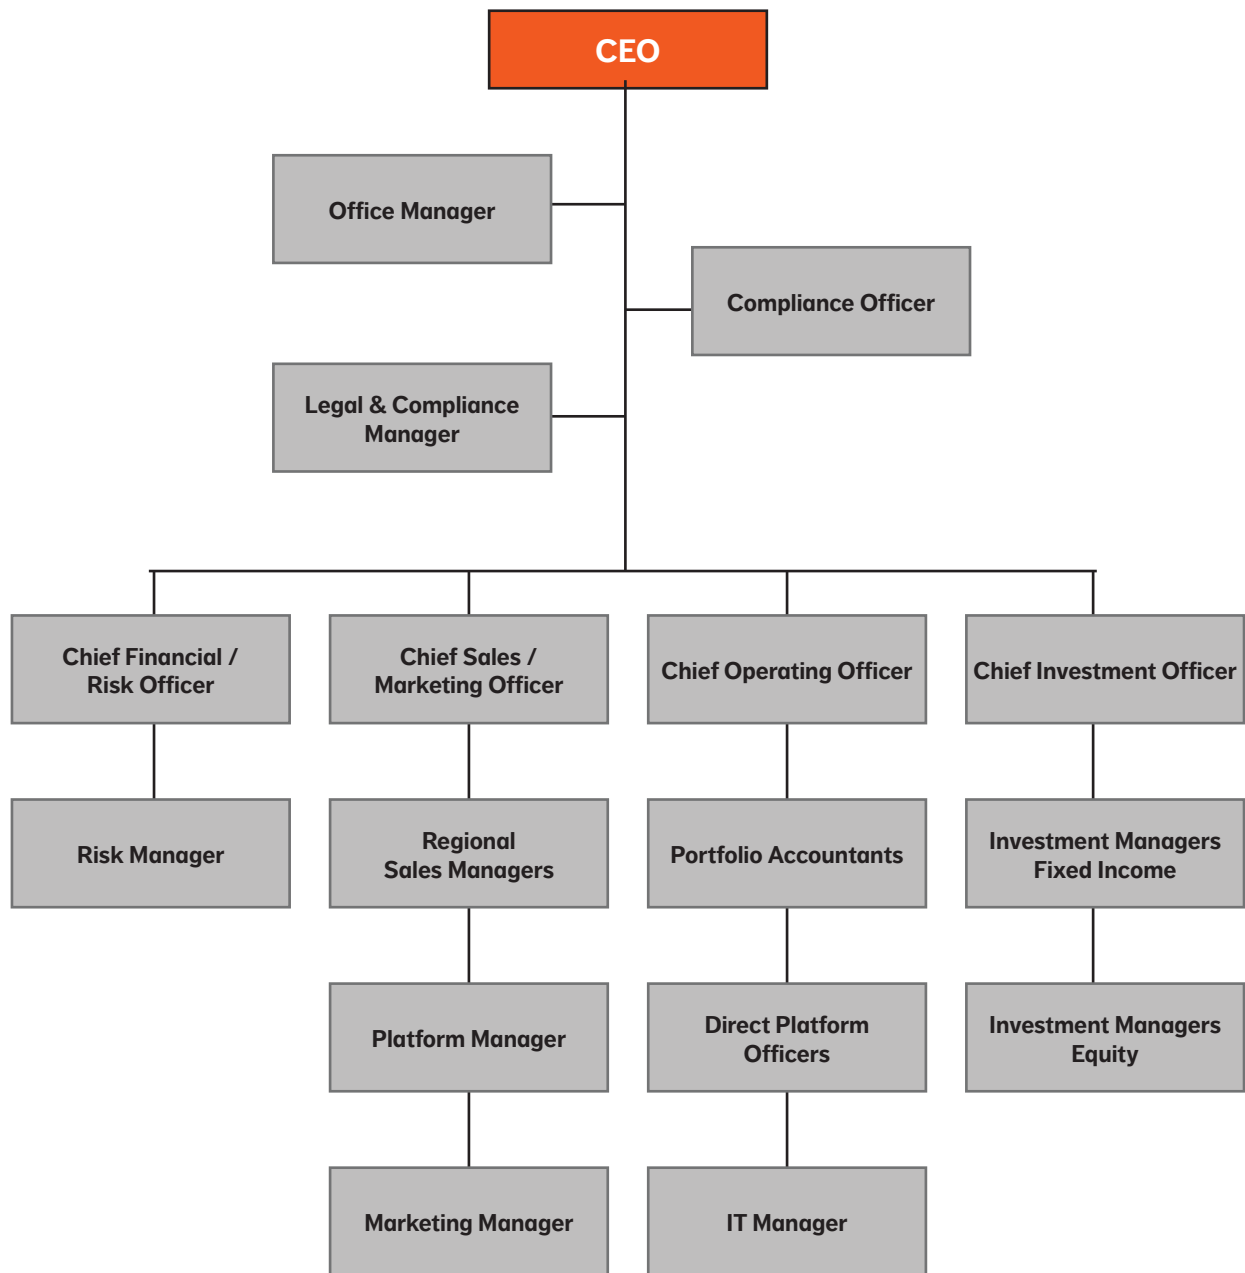 CEO
Office Manager
Compliance Officer
Legal & Compliance
Manager
Chief Financial /
Risk Officer
Chief Sales /
Marketing Officer
Chief Operating Officer
Chief Investment Officer
Risk Manager
Regional
Sales Managers
Portfolio Accountants
Investment Managers
Fixed Income
Platform Manager
Direct Platform
Officers
Investment Managers
Equity
Marketing Manager
IT Manager